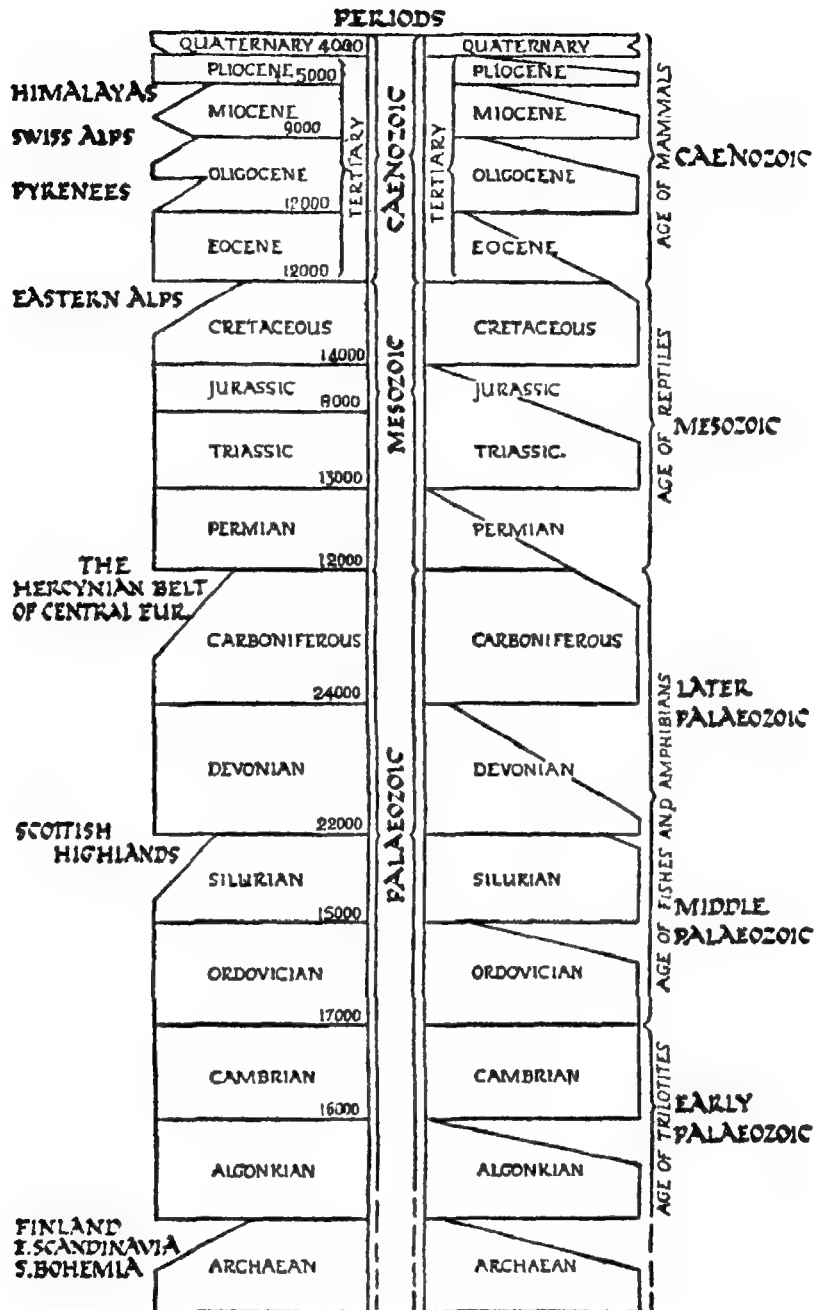 PERIODS
HIMALAYAS
SWISS ALPS
PYRENEES
EASTERN ALPS
THE
HERCYNIAN BELT
OF CENTRAL EUR.
SCOTTISH
HIGHLANDS
FINLAND
E. SCANDINAVIA
S. BOHEMIA
QUATERNARY 4000
PLIOCENE
5000
MIOCENE
9000
OLIGOCENE
12000
EOCENE
12000
CRETACEOUS
14000
JURASSIC
8000
TRIASSIC
13000
PERMIAN
12000
CARBONIFEROUS
24000
DEVONIAN
22000
SILURIAN
15000
ORDOVICIAN
17000
CAMBRIAN
16000
ALGONKIAN
ARCHAEAN
TERTIARY
CAENOZOIC
MESOZOIC
PALAEOZOIC
TERTIARY
QUATERNARY
PLIOCENE
MIOCENE
OLIGOCENE
EOCENE
CRETACEOUS
JURASSIC
TRIASSIC.
PERMIAN
CARBONIFEROUS
DEVONIAN
SILURIAN
ORDOVICIAN
CAMBRIAN
ALGONKIAN
ARCHAEAN
AGE OF MAMMALS
AGE OF REPTILES
AGE OF FISHES AND AMPHIBIANS
AGE OF TRILOTITES
CAENOZOIC
MESOZOIC
LATER
PALAEOZOIC
MIDDLE
PALAEOZOIC
EARLY
PALAEOZOIC